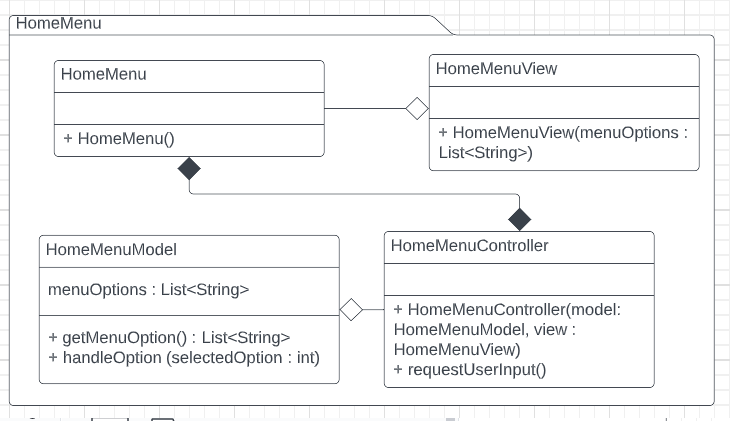 HomeMenu
HomeMenu
+ HomeMenu()
HomeMenuView
+ HomeMenuView(menuOptions :
List<String>)
HomeMenuModel
menuOptions : List<String>
+ getMenuOption() : List<String>
+ handleOption (selectedOption : int)
HomeMenuController
+ HomeMenuController(model:
HomeMenuModel, view :
HomeMenuView)
+ requestUserInput()